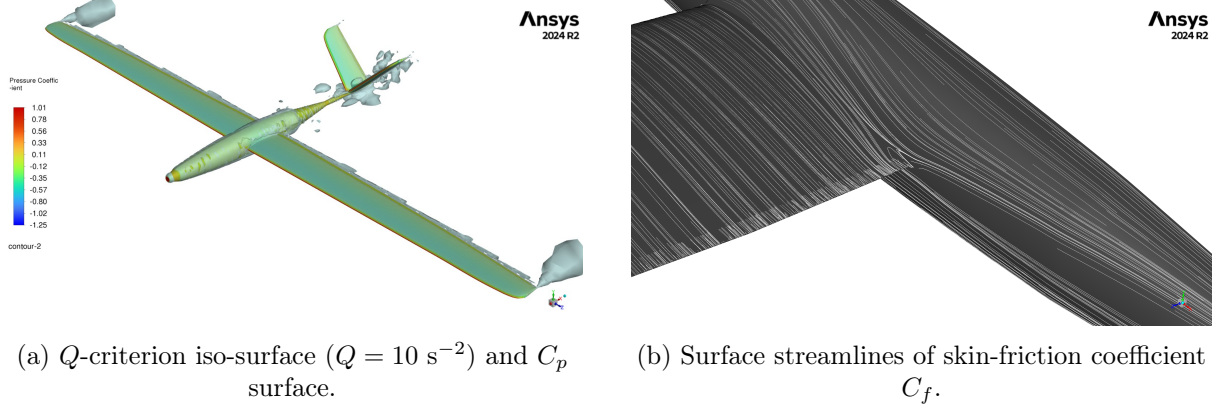 Ansys
2024 R2
Pressure Coeffic
-ient
1.01
0.78
0.56
0.33
0.11
-0.12
-0.35
-0.57
-0.80
-1.02
-1.25
contour-2
Ansys
2024 R2
(a) Q-criterion iso-surface (Q = 10 s⁻²) and Cₚ
surface.
(b) Surface streamlines of skin-friction coefficient
C_f.